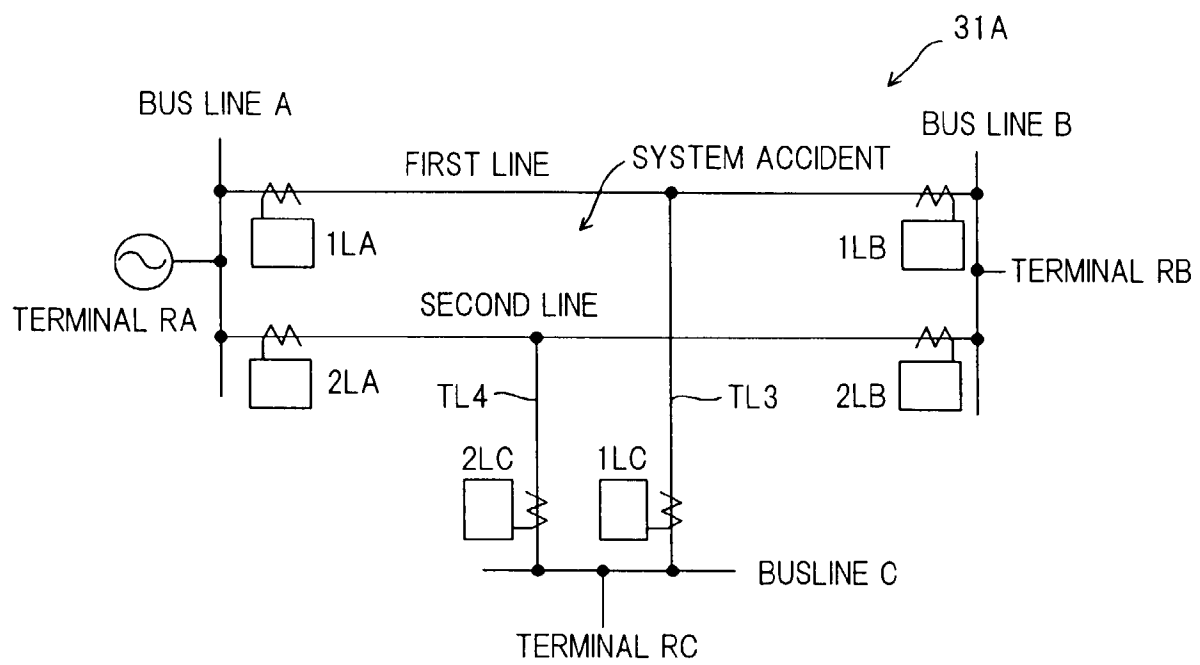 31A
BUS LINE A
BUS LINE B
FIRST LINE
SYSTEM ACCIDENT
1LA
1LB
TERMINAL RB
TERMINAL RA
SECOND LINE
2LA
TL4
TL3
2LB
2LC
1LC
BUSLINE C
TERMINAL RC